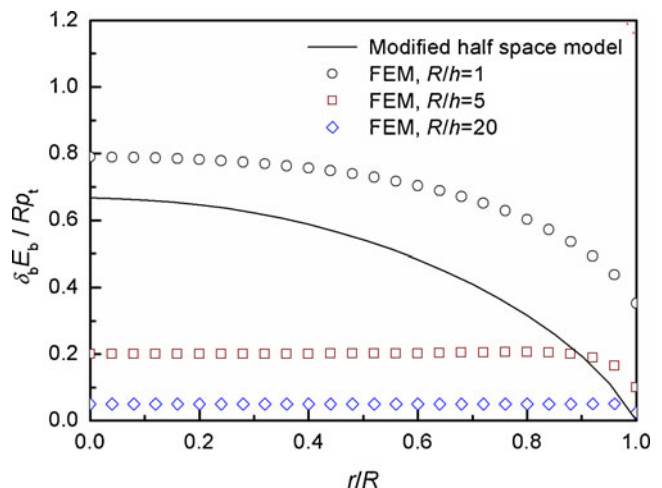 1.2
1.0
0.8
0.6
0.4
0.2
0.0
δbEb / Rpt
Modified half space model
FEM, R/h=1
FEM, R/h=5
FEM, R/h=20
0.0 0.2 0.4 0.6 0.8 1.0
r/R